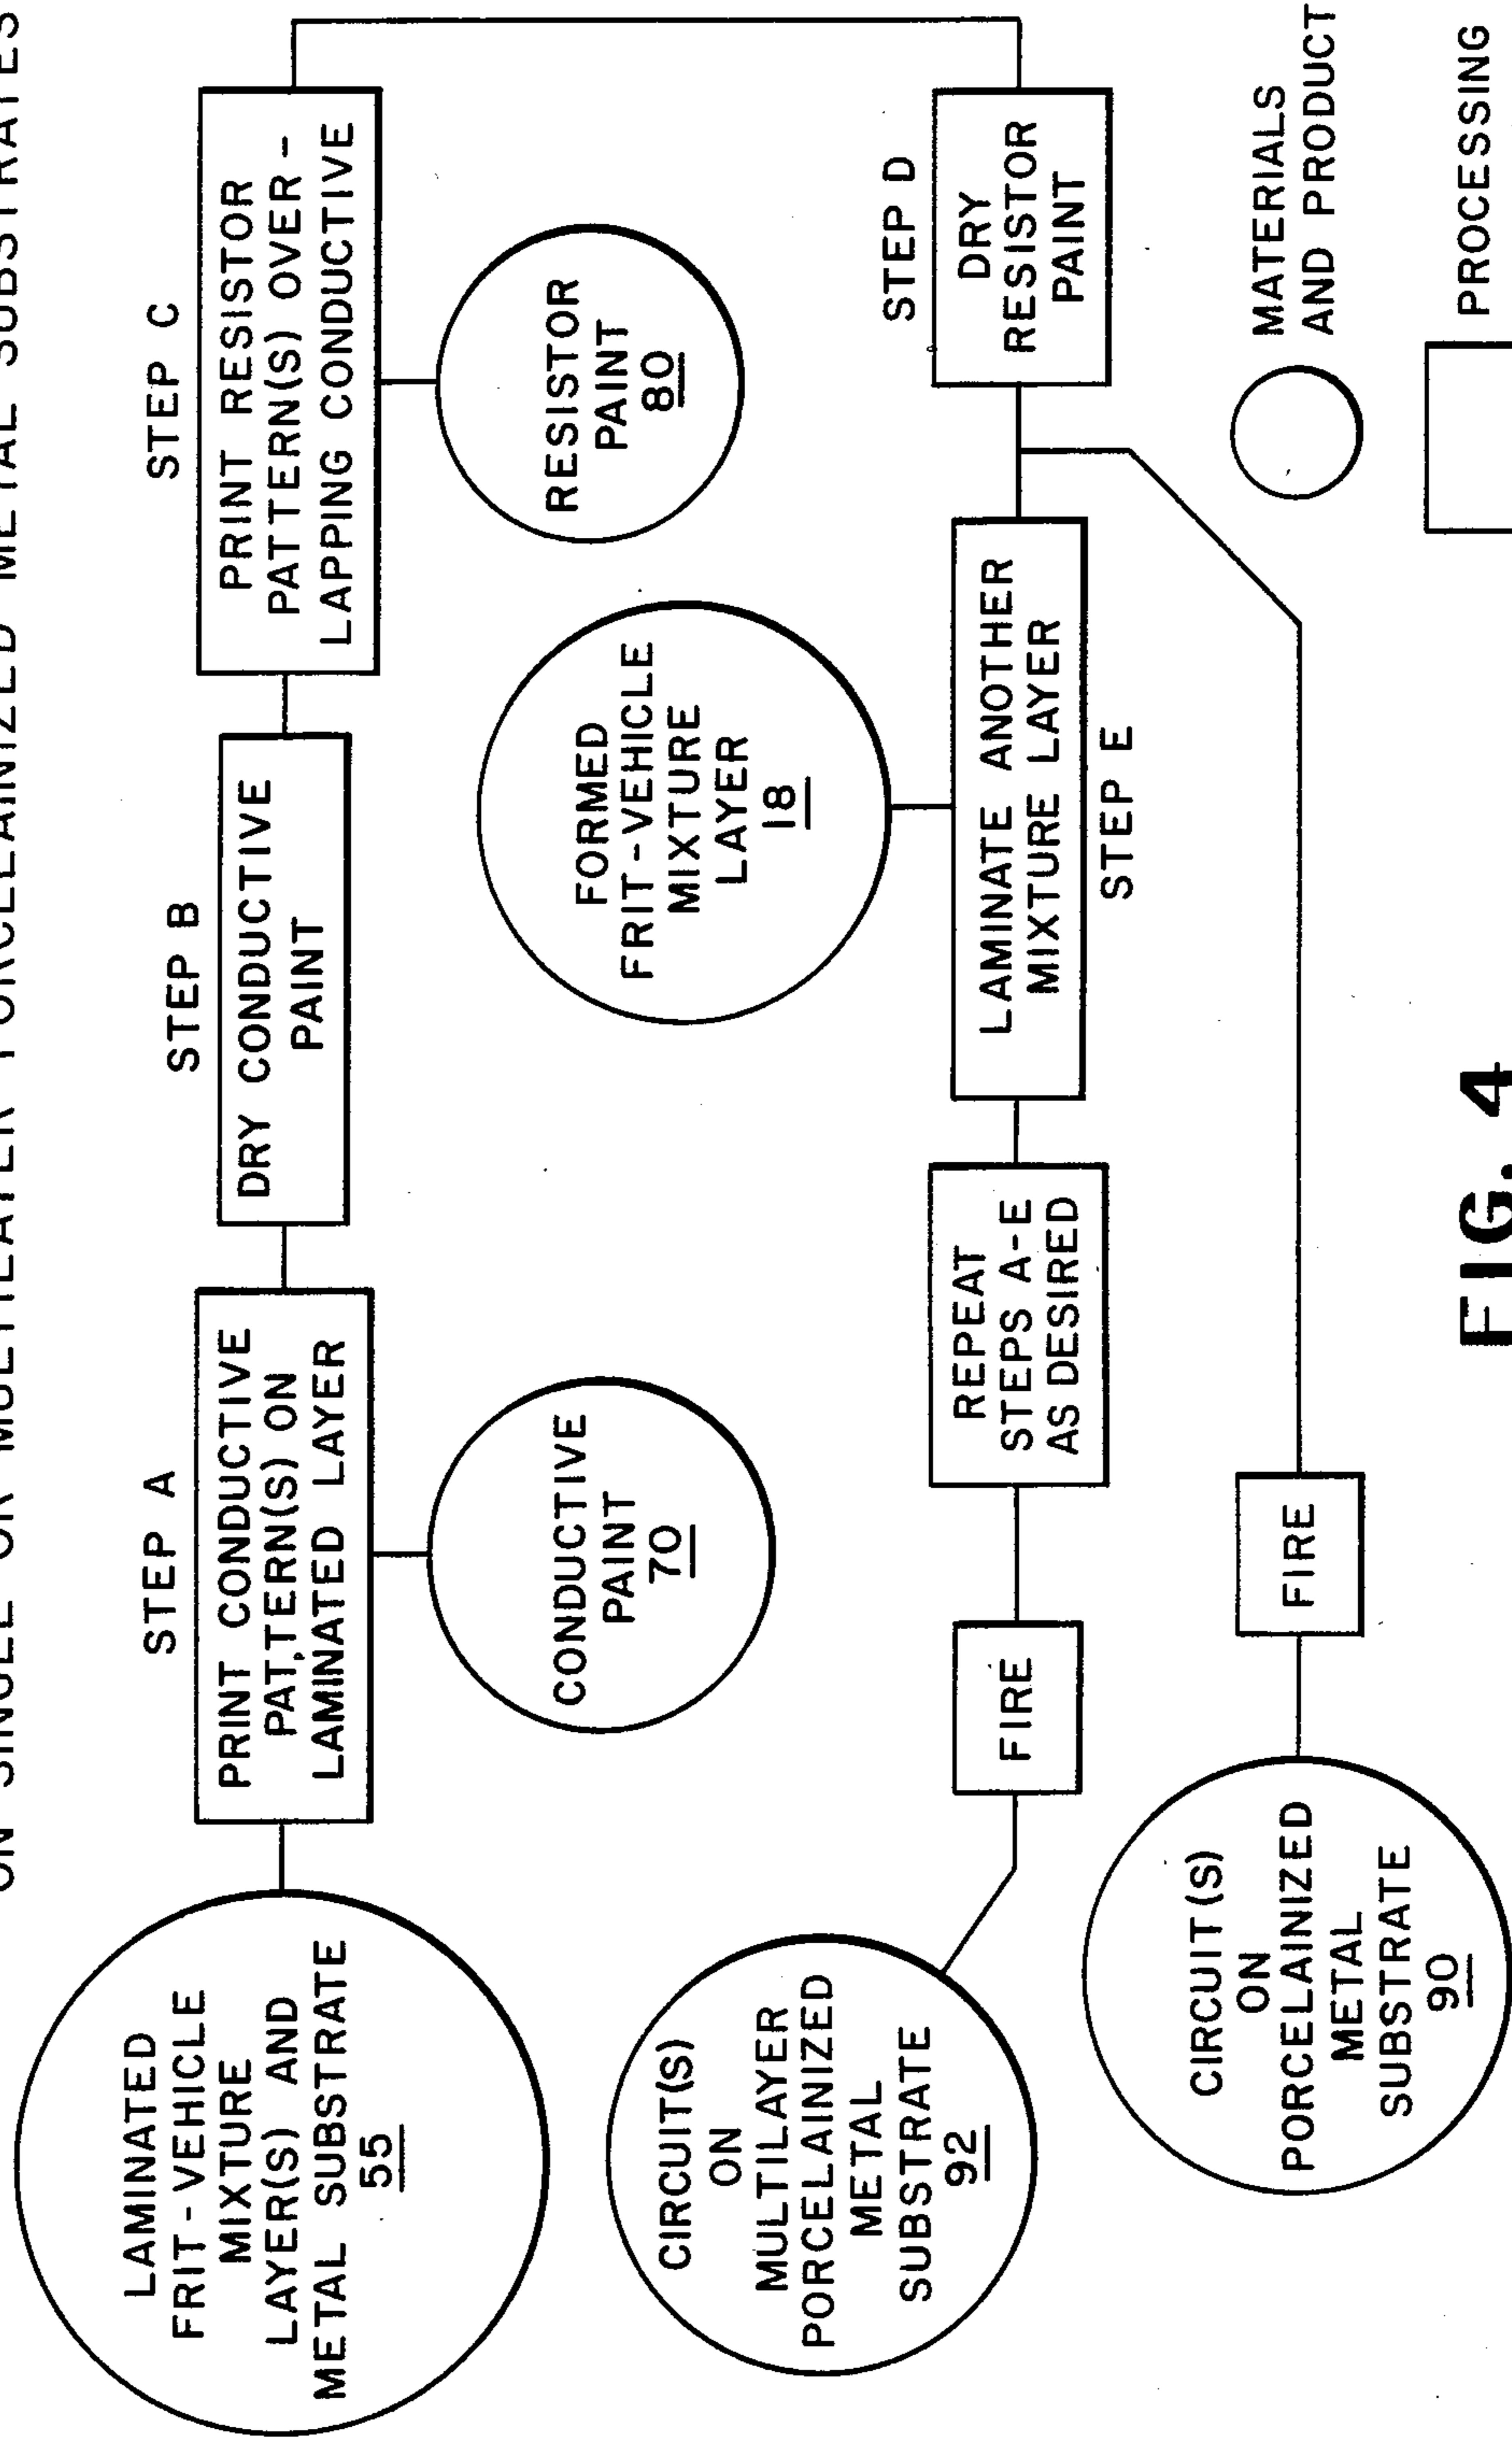 ON SINGLE OR MULTILAYER PORCELAINIZED METAL SUBSTRATES
STEP A
PRINT CONDUCTIVE
PATTERN(S) ON
LAMINATED LAYER
STEP B
DRY CONDUCTIVE
PAINT
STEP C
PRINT RESISTOR
PATTERN(S) OVER-
LAPPING CONDUCTIVE
LAMINATED
FRIT-VEHICLE
MIXTURE
LAYER(S) AND
METAL SUBSTRATE
55
CONDUCTIVE
PAINT
70
FORMED
FRIT-VEHICLE
MIXTURE
LAYER
18
RESISTOR
PAINT
80
STEP D
DRY
RESISTOR
PAINT
LAMINATE ANOTHER
MIXTURE LAYER
STEP E
REPEAT
STEPS A-E
AS DESIRED
FIRE
CIRCUIT(S)
ON
MULTILAYER
PORCELAINIZED
METAL
SUBSTRATE
92
FIRE
CIRCUIT(S)
ON
PORCELAINIZED
METAL
SUBSTRATE
90
MATERIALS
AND PRODUCT
PROCESSING
FIG. 4